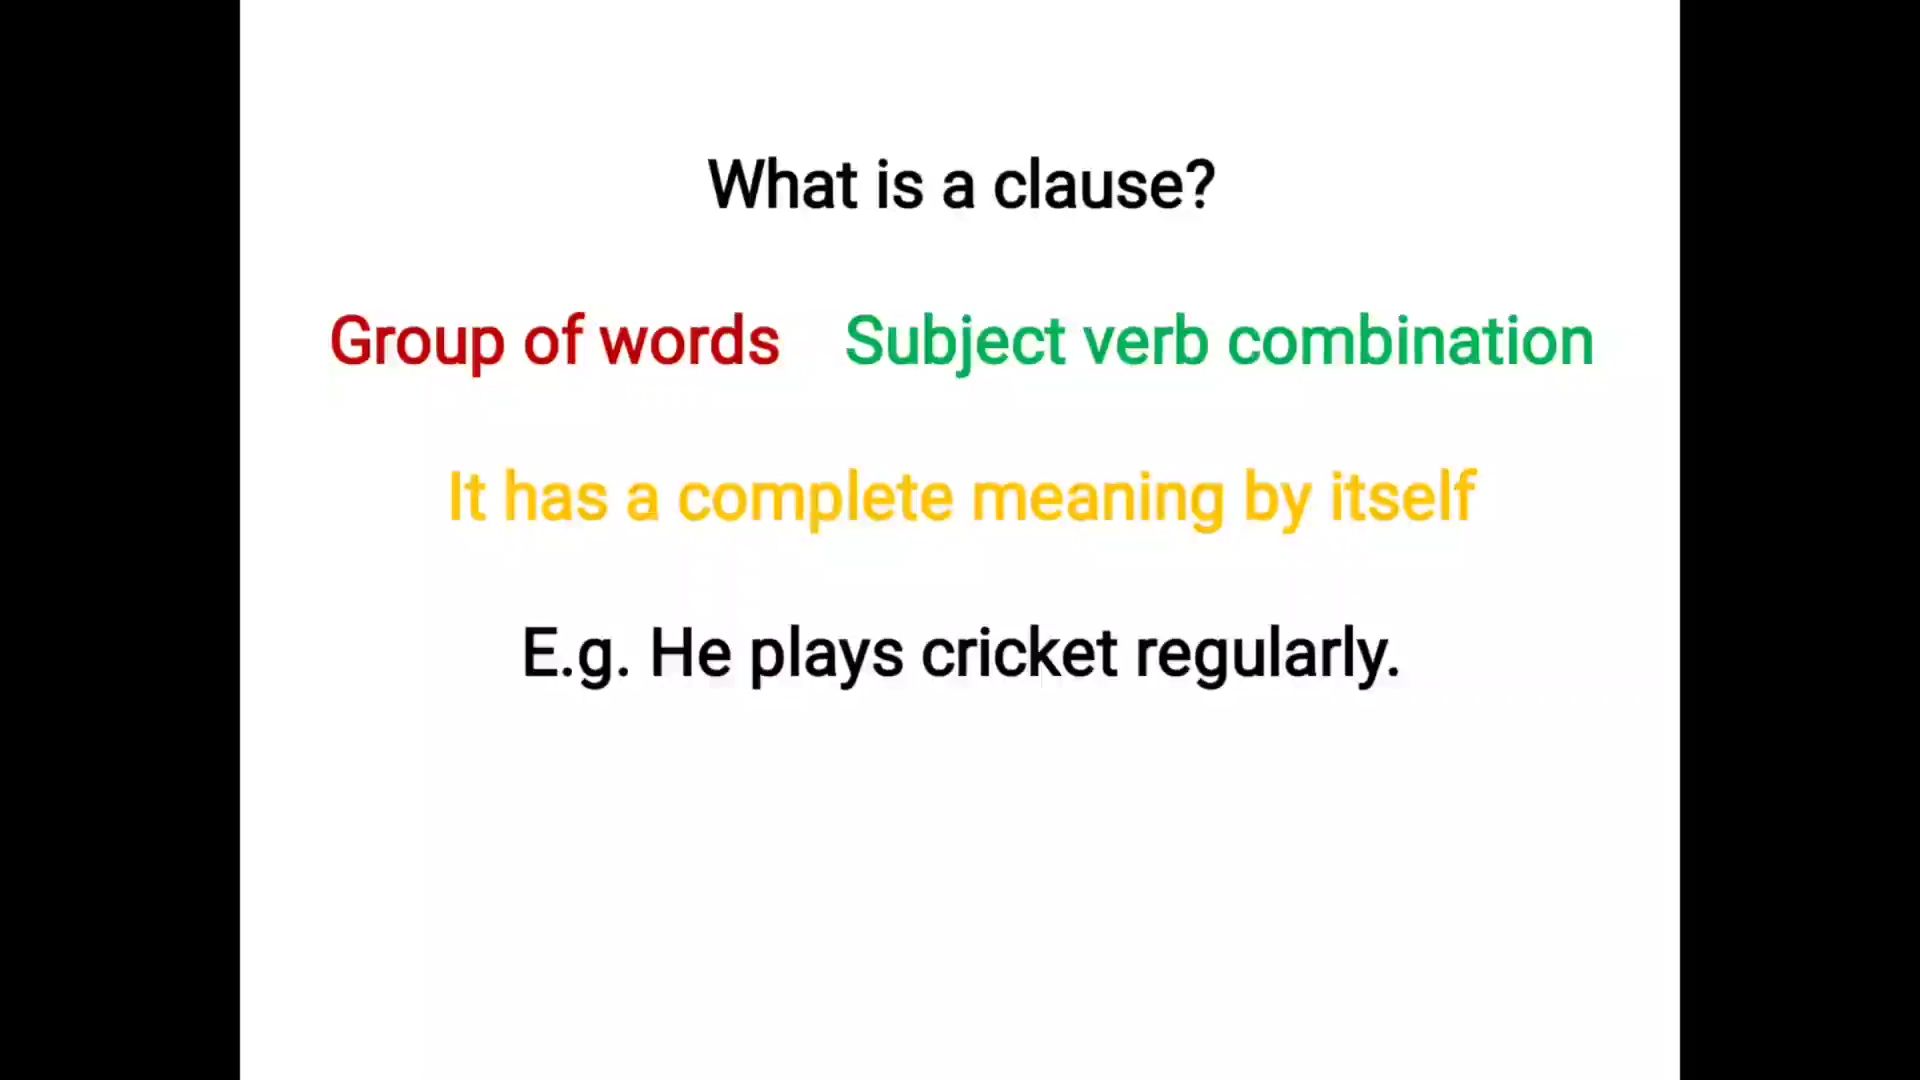 What is a clause?
Group of words Subject verb combination
It has a complete meaning by itself
E.g. He plays cricket regularly.